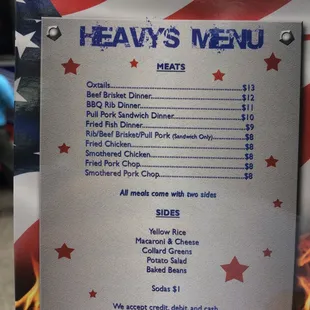 HEAVY'S MENU
MEATS
Oxtails $13
Beef Brisket Dinner $12
BBQ Rib Dinner $11
Pull Pork Sandwich Dinner $10
Fried Fish Dinner $9
Rib/Beef Brisket/Pull Pork (Sandwich Only) $8
Fried Chicken $8
Smothered Chicken $8
Fried Pork Chop $8
Smothered Pork Chop $8
All meals come with two sides
SIDES
Yellow Rice
Macaroni & Cheese
Collard Greens
Potato Salad
Baked Beans
Sodas $1
We accept credit, debit and cash